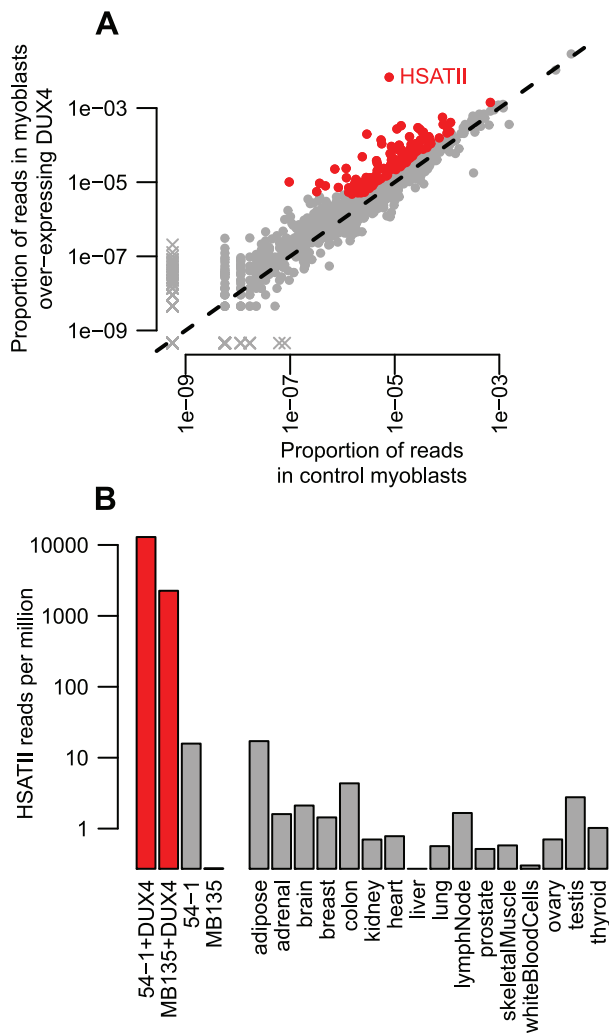 A
Proportion of reads in myoblasts
over−expressing DUX4
1e−03
1e−05
1e−07
1e−09
HSATII
1e−09
1e−07
1e−05
1e−03
Proportion of reads
in control myoblasts
B
HSATII reads per million
10000
1000
100
10
1
54−1+DUX4
MB135+DUX4
54−1
MB135
adipose
adrenal
brain
breast
colon
kidney
heart
liver
lung
lymphNode
prostate
skeletalMuscle
whiteBloodCells
ovary
testis
thyroid